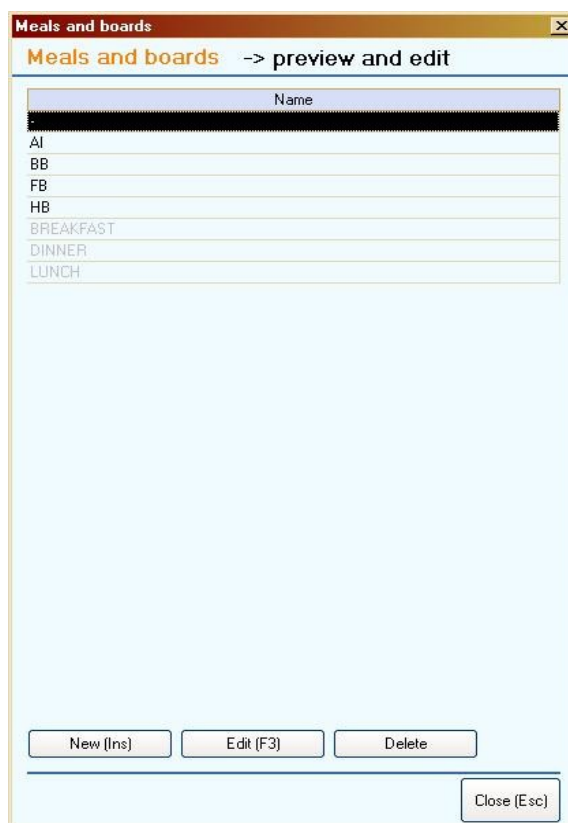 Meals and boards
Meals and boards -> preview and edit
Name
-
AI
BB
FB
HB
BREAKFAST
DINNER
LUNCH
New (Ins) Edit (F3) Delete
Close (Esc)